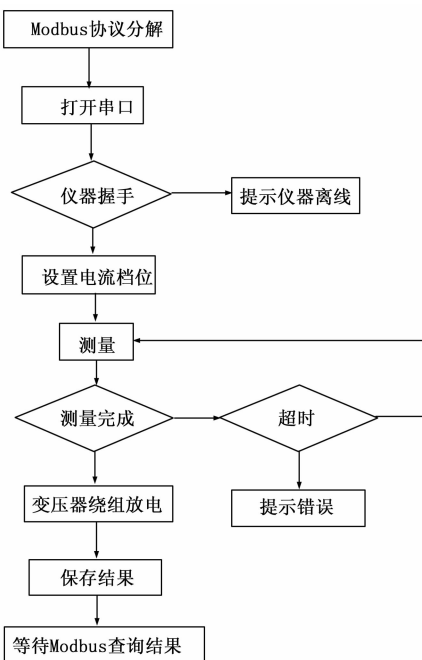 Modbus协议分解
打开串口
仪器握手
提示仪器离线
设置电流档位
测量
测量完成
超时
变压器绕组放电
提示错误
保存结果
等待Modbus查询结果